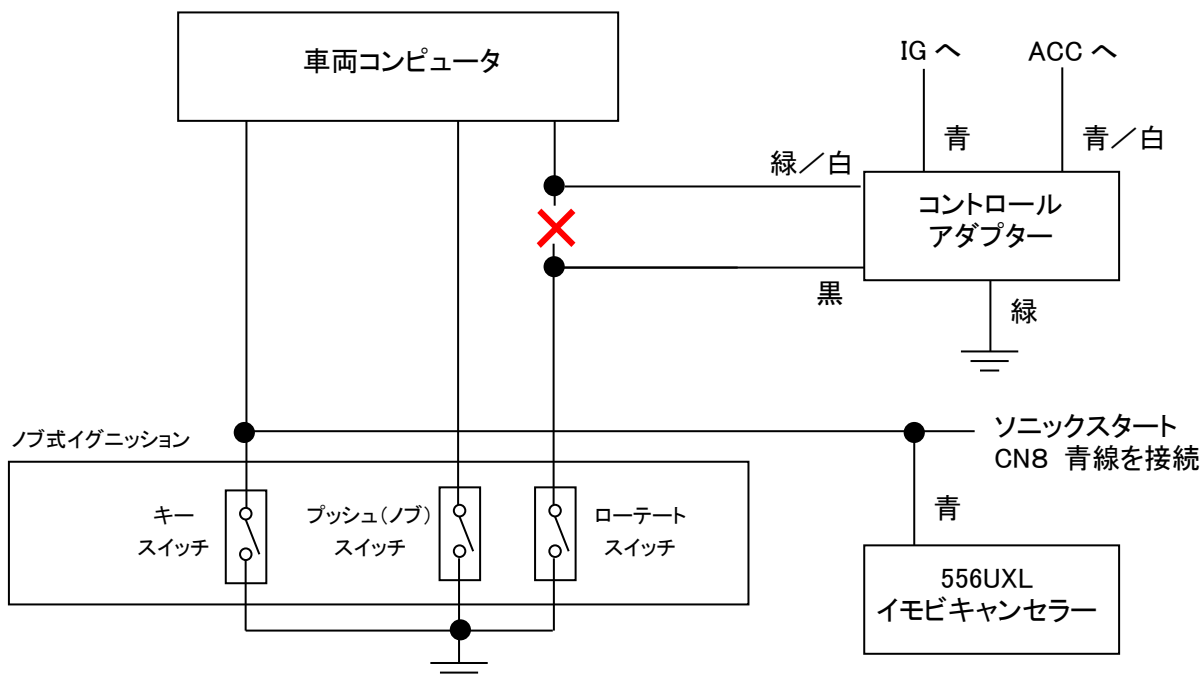 車両コンピュータ
IG へ
ACC へ
青
青／白
緑／白
コントロール
アダプター
黒
緑
ノブ式イグニッション
ソニックスタート
CN8 青線を接続
キー
スイッチ
プッシュ(ノブ)
スイッチ
ローテート
スイッチ
青
556UXL
イモビキャンセラー